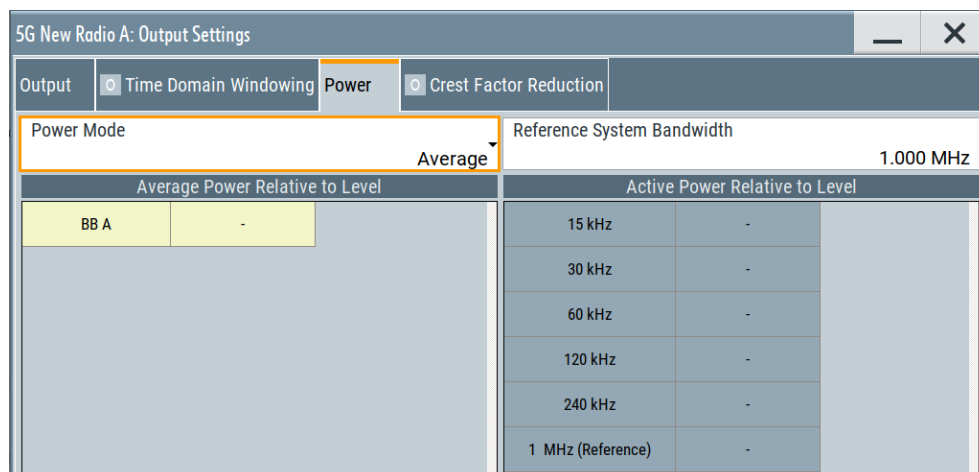 5G New Radio A: Output Settings
Output
Time Domain Windowing
Power
Crest Factor Reduction
Power Mode
Average
Reference System Bandwidth
1.000 MHz
Average Power Relative to Level
BB A -
Active Power Relative to Level
15 kHz -
30 kHz -
60 kHz -
120 kHz -
240 kHz -
1 MHz (Reference) -